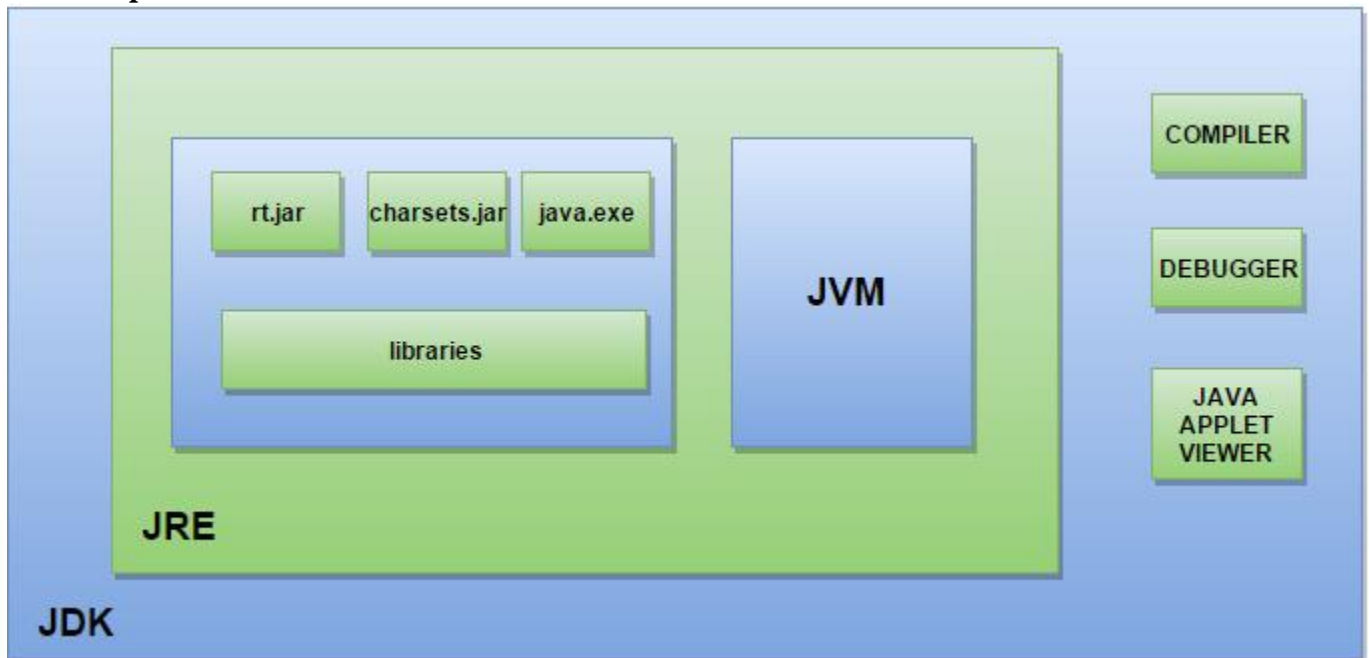 COMPILER
rt.jar
charsets.jar
java.exe
DEBUGGER
JVM
libraries
JAVA
APPLET
VIEWER
JRE
JDK